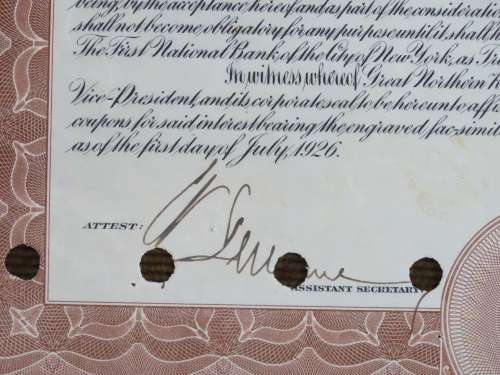 being, by the acceptance hereof and as part of the consideratio
shall not become obligatory for any purpose until it shall h
The First National Bank of the City of New York, as Tru
In witness whereof, Great Northern R
Vice-President, and its corporate seal to be hereunto aff
coupons for said interest bearing the engraved fac-simil
as of the first day of July, 1926.
ATTEST:
ASSISTANT SECRETARY